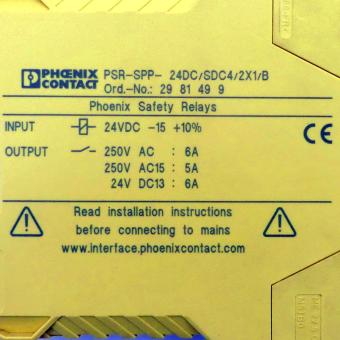 PHŒNIX CONTACT
PSR-SPP- 24DC/SDC4/2X1/B
Ord.-No.: 29 81 49 9
Phoenix Safety Relays
INPUT 24VDC -15 +10% CE
OUTPUT 250V AC : 6A
250V AC15 : 5A
24V DC13 : 6A
Read installation instructions
before connecting to mains
www.interface.phoenixcontact.com